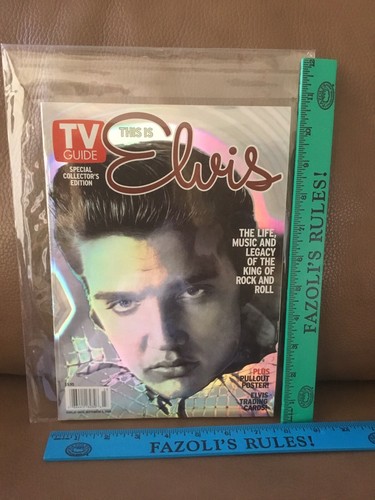 TV
GUIDE
THIS IS
Elvis
SPECIAL
COLLECTOR'S
EDITION
THE LIFE,
MUSIC AND
LEGACY
OF THE
KING OF
ROCK AND
ROLL
PLUS
PULLOUT
POSTER!
ELVIS
TRADING
CARDS!
FAZOLI'S RULES!
FAZOLI'S RULES!